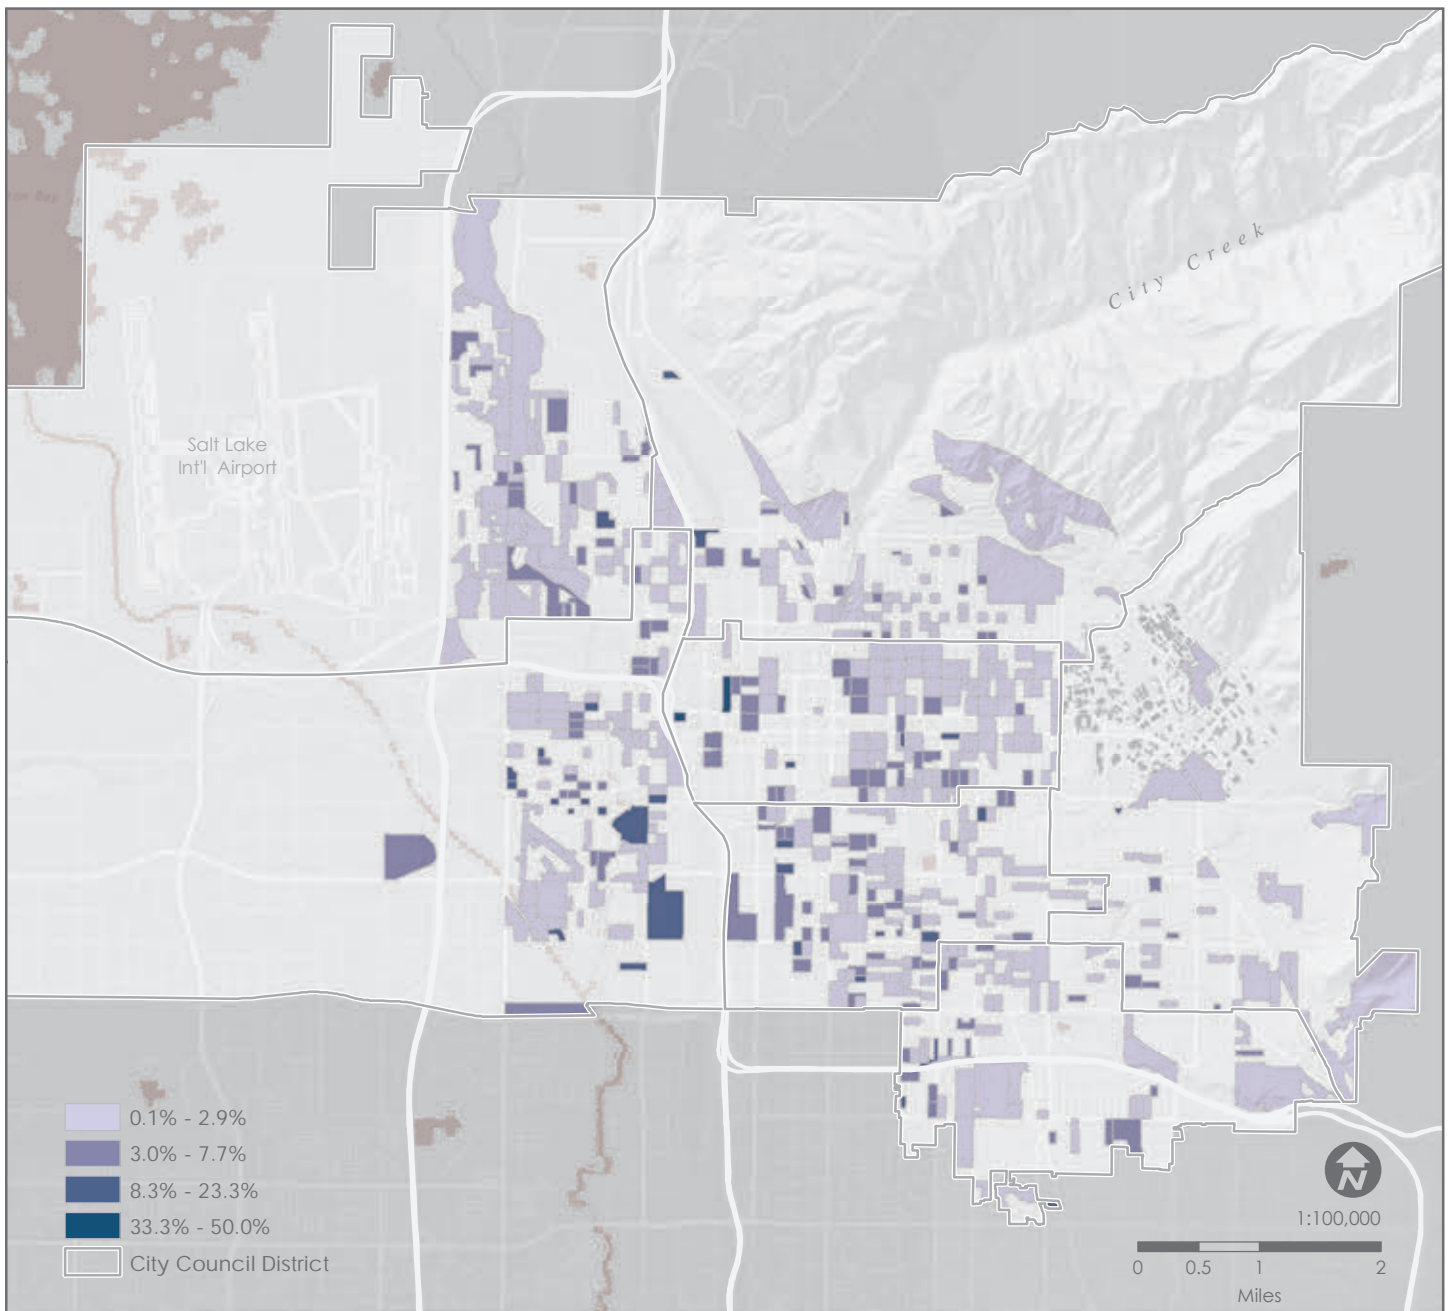 City Creek
Salt Lake
Int'l Airport
0.1% - 2.9%
3.0% - 7.7%
8.3% - 23.3%
33.3% - 50.0%
City Council District
N
1:100,000
0 0.5 1 2
Miles